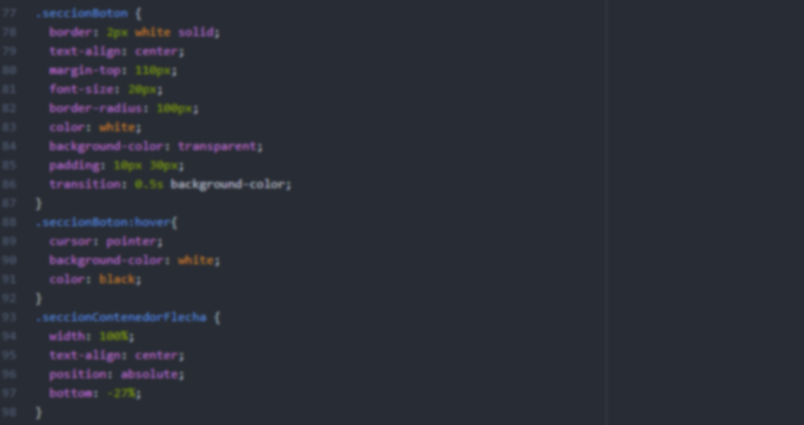 77 .seccionBoton {
78 border: 2px white solid;
79 text-align: center;
80 margin-top: 110px;
81 font-size: 20px;
82 border-radius: 100px;
83 color: white;
84 background-color: transparent;
85 padding: 10px 30px;
86 transition: 0.5s background-color;
87 }
88 .seccionBoton:hover{
89 cursor: pointer;
90 background-color: white;
91 color: black;
92 }
93 .seccionContenedorFlecha {
94 width: 100%;
95 text-align: center;
96 position: absolute;
97 bottom: -27%;
98 }